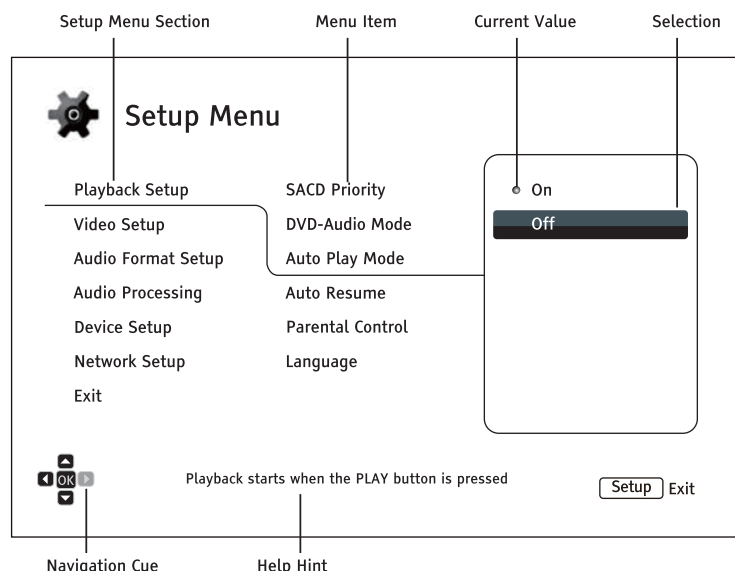 Setup Menu Section Menu Item Current Value Selection
Setup Menu
Playback Setup SACD Priority On
Video Setup DVD-Audio Mode Off
Audio Format Setup Auto Play Mode
Audio Processing Auto Resume
Device Setup Parental Control
Network Setup Language
Exit
OK Playback starts when the PLAY button is pressed Setup Exit
Navigation Cue Help Hint